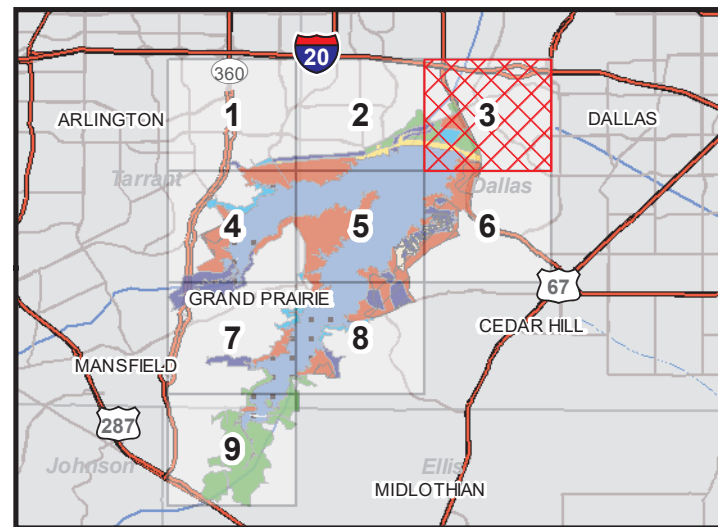 20
360
1
2
3
ARLINGTON
DALLAS
Tarrant
Dallas
4
5
6
GRAND PRAIRIE
67
7
8
CEDAR HILL
MANSFIELD
287
9
Johnson
Ellis
MIDLOTHIAN